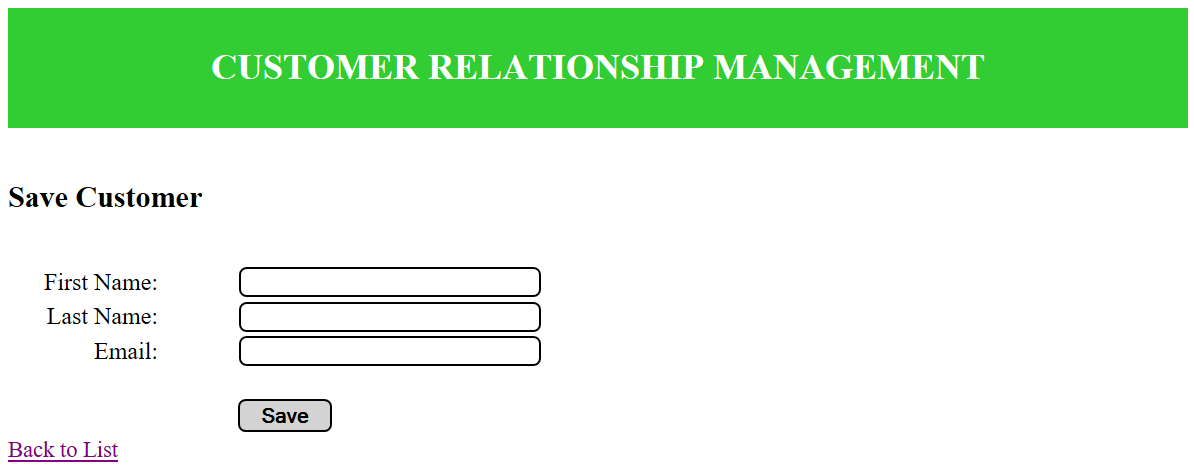 CUSTOMER RELATIONSHIP MANAGEMENT
Save Customer
First Name:
Last Name:
Email:
Save
Back to List